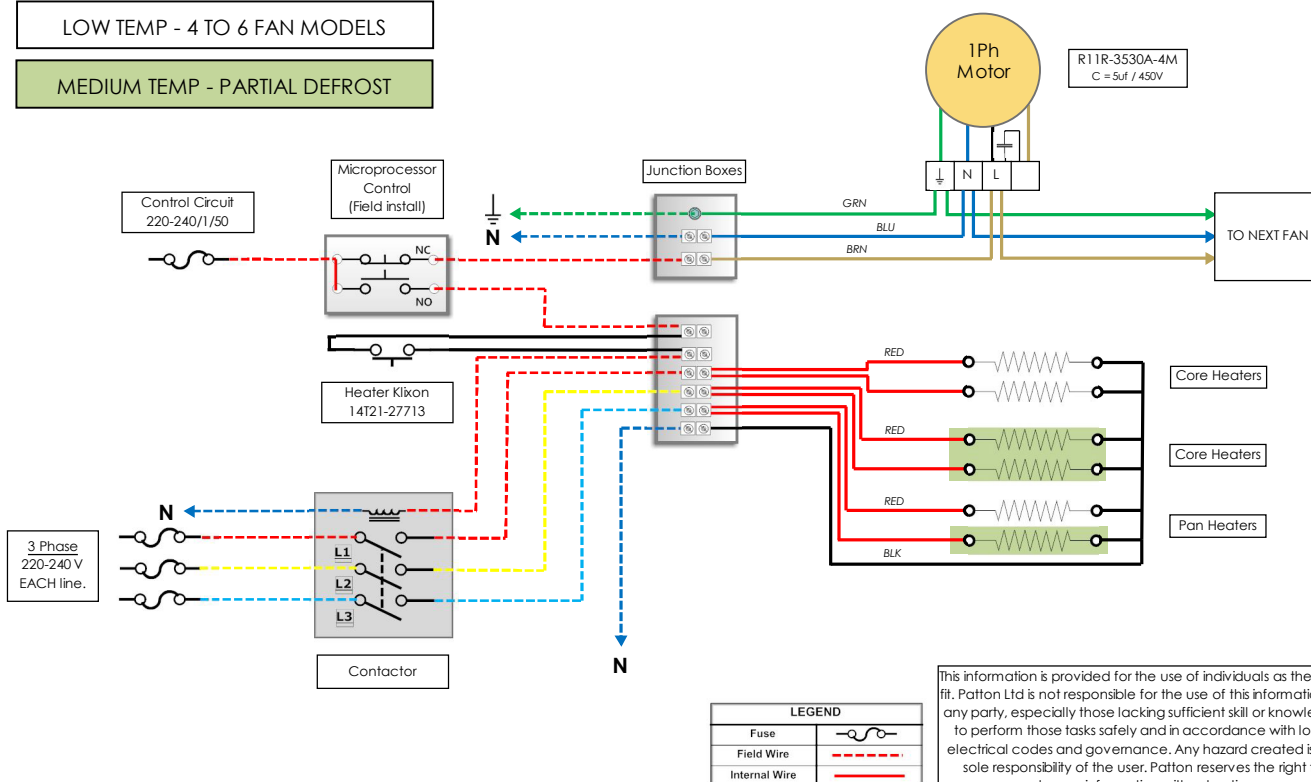 LOW TEMP - 4 TO 6 FAN MODELS
MEDIUM TEMP - PARTIAL DEFROST
1Ph
Motor
R11R-3530A-4M
C = 5uf / 450V
N
L
Microprocessor
Control
(Field install)
Junction Boxes
Control Circuit
220-240/1/50
NC
NO
N
GRN
BLU
BRN
TO NEXT FAN
Heater Klixon
14T21-27713
RED
Core Heaters
RED
Core Heaters
RED
Pan Heaters
BLK
N
3 Phase
220-240 V
EACH line.
L1
L2
L3
Contactor
N
LEGEND
Fuse
Field Wire
Internal Wire
This information is provided for the use of individuals as the
fit. Patton Ltd is not responsible for the use of this informati
any party, especially those lacking sufficient skill or knowle
to perform those tasks safely and in accordance with lo
electrical codes and governance. Any hazard created is
sole responsibility of the user. Patton reserves the right